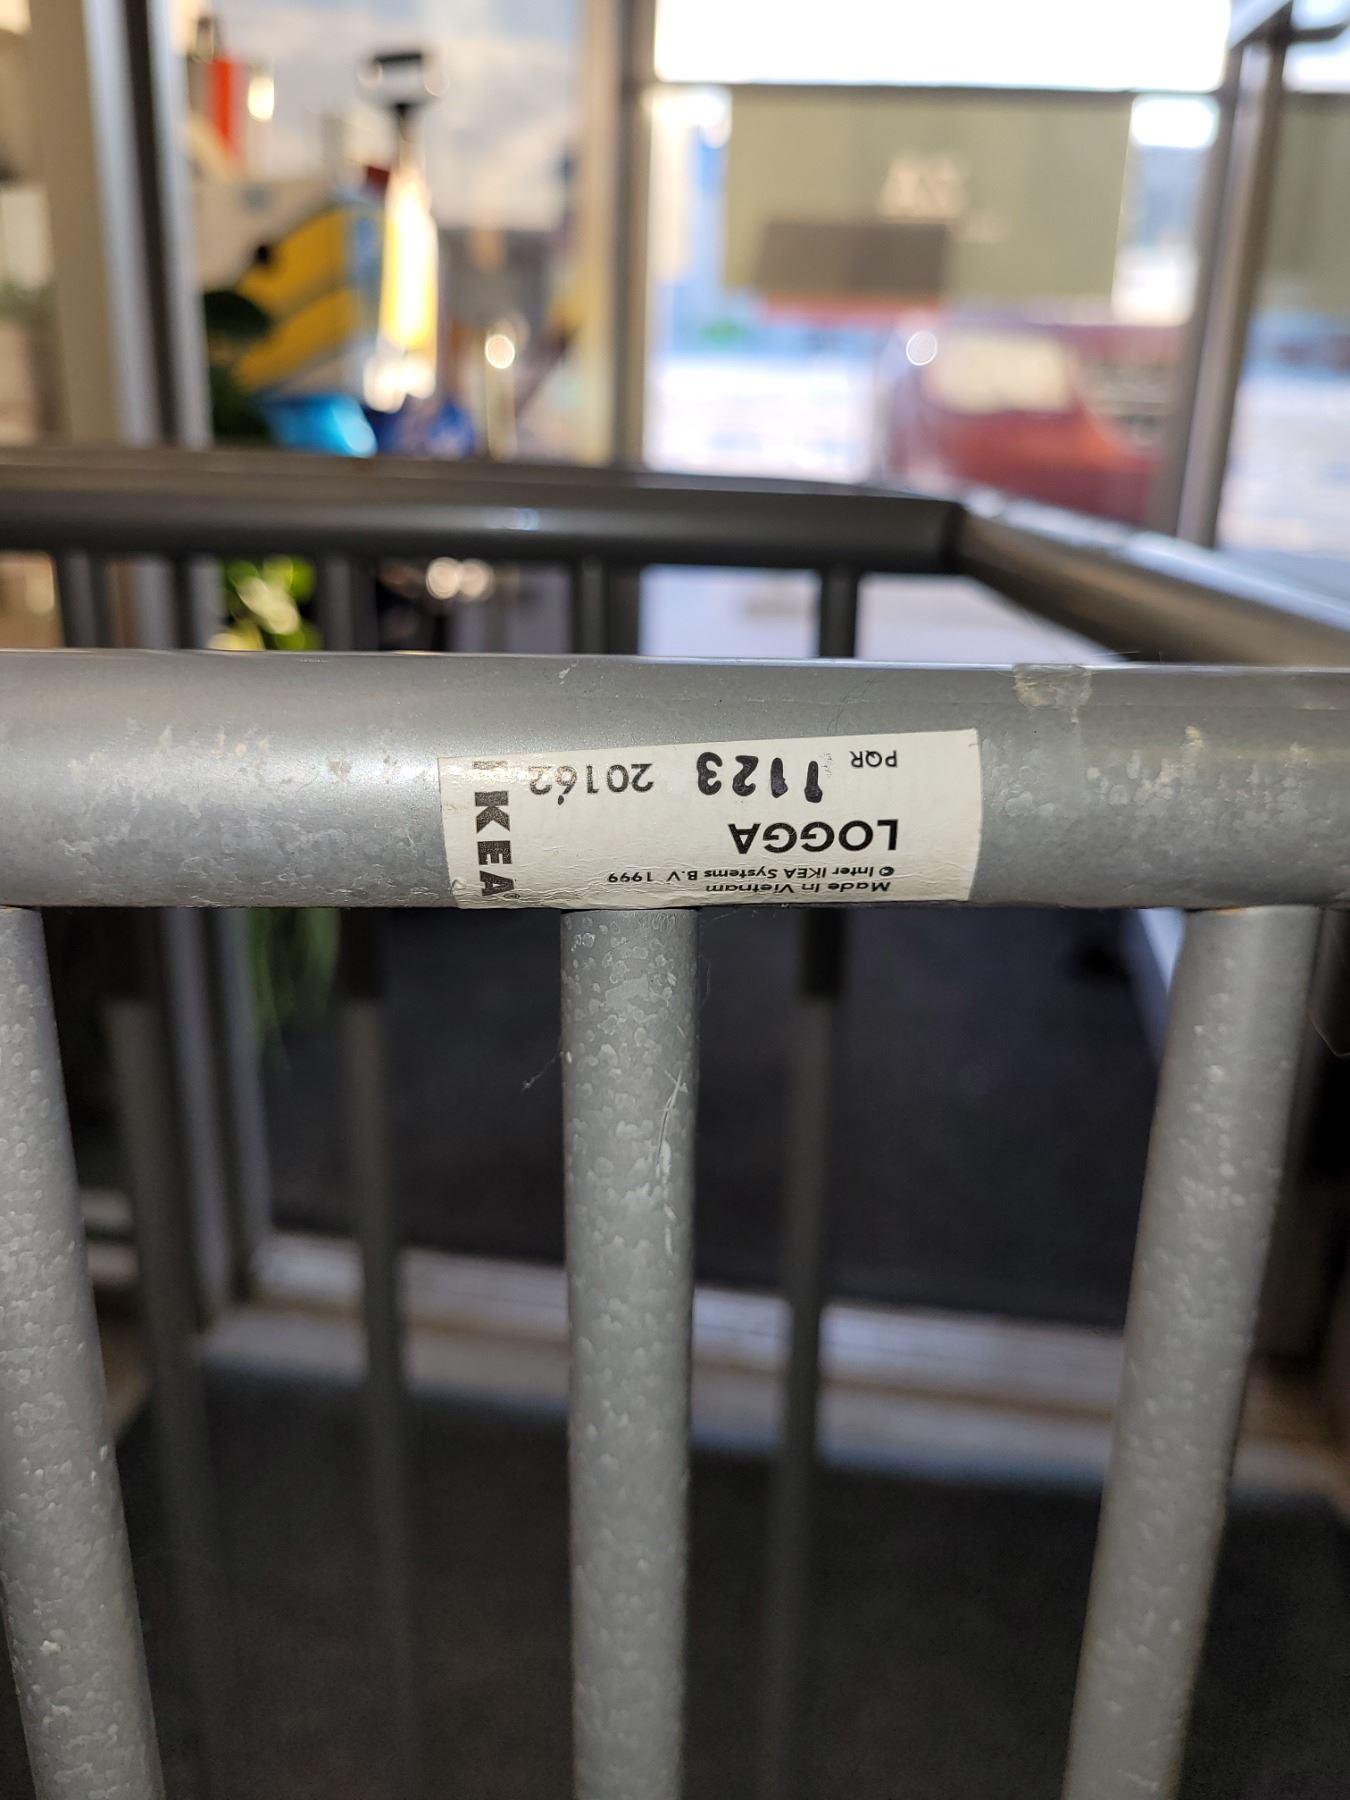 Made In Vietnam
© Inter IKEA Systems B.V. 1999
LOGGA
PQR 1123 20162
IKEA